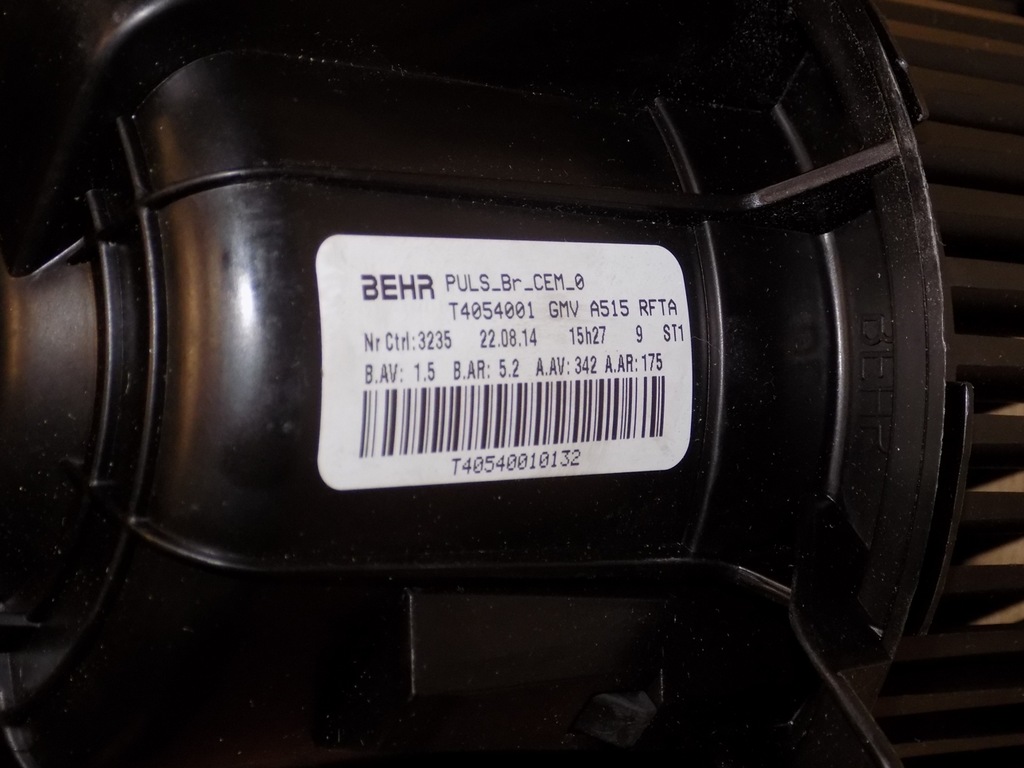 BEHR PULS_Br_CEM_0
T4054001 GMV A515 RFTA
Nr Ctrl:3235 22.08.14 15h27 9 ST1
B.AV: 1.5 B.AR: 5.2 A.AV: 342 A.AR: 175
T40540010132
BEHR